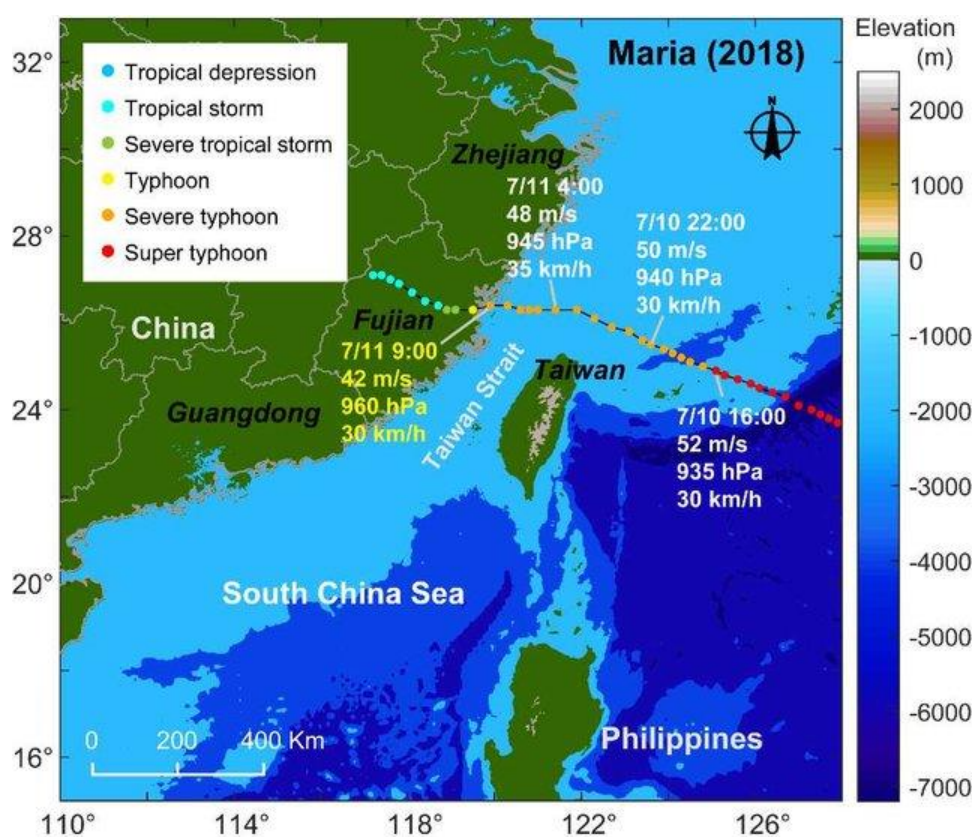 Maria (2018)
Elevation
(m)
Tropical depression
Tropical storm
Severe tropical storm
Typhoon
Severe typhoon
Super typhoon
N
Zhejiang
7/11 4:00
48 m/s
945 hPa
35 km/h
7/10 22:00
50 m/s
940 hPa
30 km/h
China
Fujian
7/11 9:00
42 m/s
960 hPa
30 km/h
Taiwan
Taiwan Strait
Guangdong
7/10 16:00
52 m/s
935 hPa
30 km/h
South China Sea
Philippines
0 200 400 Km
32°
28°
24°
20°
16°
110° 114° 118° 122° 126°
2000
1000
0
-1000
-2000
-3000
-4000
-5000
-6000
-7000